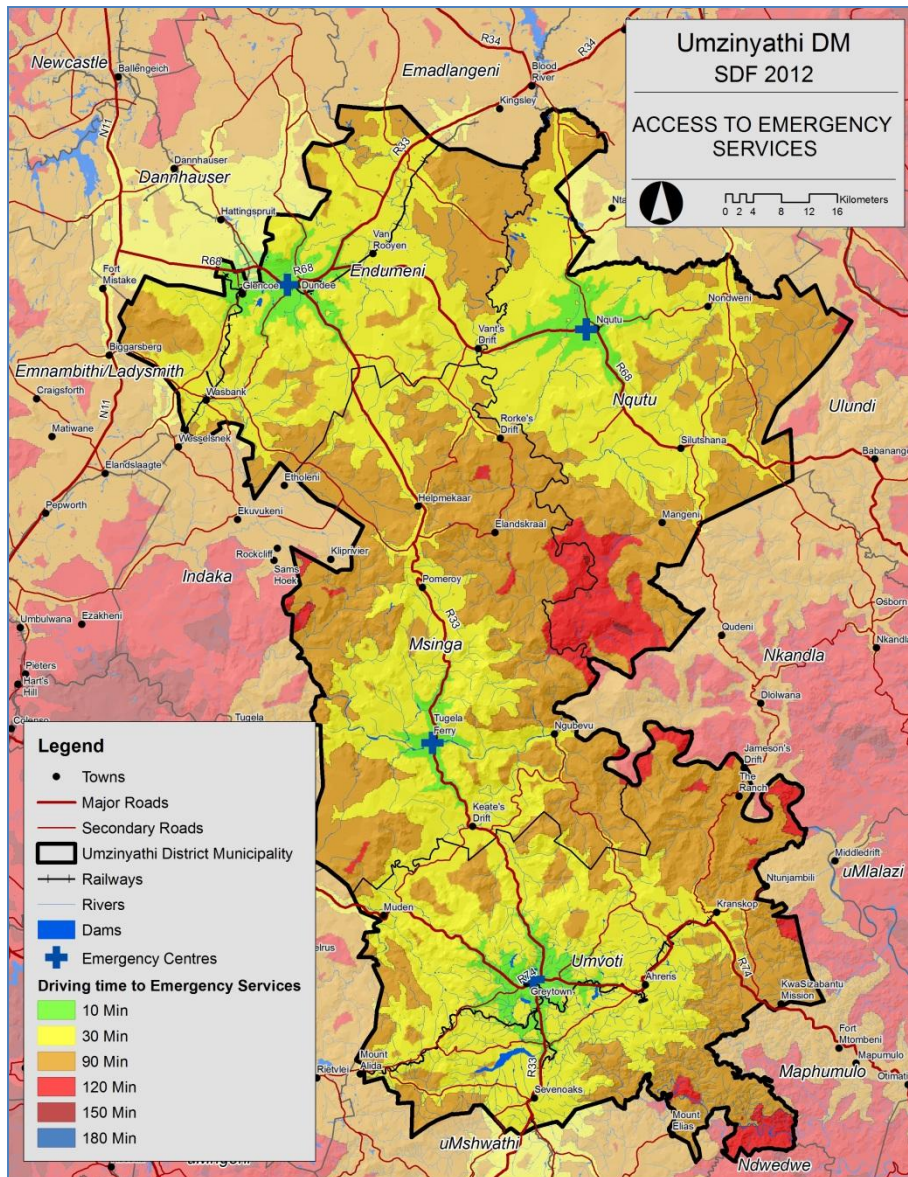 Umzinyathi DM
SDF 2012
ACCESS TO EMERGENCY
SERVICES
Kilometers
0 2 4 8 12 16
R34
R34
Newcastle
Ballengeich
Emadlangeni
Blood
River
Kingsley
N11
R33
Dannhauser
Dannhauser
Hattingspruit
Van
Rooyen
Endumeni
R68
R68
Glencoe
Dundee
Fort
Mistake
Nondweni
Nqutu
Vant's
Drift
R68
Biggarsberg
Emnambithi/Ladysmith
Craigsforth
N11
Wasbank
Nqutu
Ulundi
Matiwane
Wesselsnek
Rorke's
Drift
Silutshana
Babanango
Elandslaagte
Etholeni
Pepworth
Helpmekaar
Ekuvukeni
Elandskraal
Mangeni
Rockcliff
Sams
Hoek
Kliprivier
Indaka
Pomeroy
R33
Osborn
Umbulwana
Ezakheni
Qudeni
Msinga
Nkandla
Nkandla
Pieters
Hart's
Hill
Dlolwana
Tugela
Tugela
Ferry
Ngubevu
Jameson's
Drift
The
Ranch
Keate's
Drift
Middledrift
uMlalazi
Ntunjambili
Muden
Kranskop
Umvoti
R74
R74
Greytown
Ahrens
KwaSizabantu
Mission
Fort
Mtombeni
Mapumulo
Maphumulo
Mount
Alida
Rietvlei
R33
Sevenoaks
Mount
Elias
uMshwathi
Ndwedwe
Legend
Towns
Major Roads
Secondary Roads
Umzinyathi District Municipality
Railways
Rivers
Dams
Emergency Centres
Driving time to Emergency Services
10 Min
30 Min
90 Min
120 Min
150 Min
180 Min